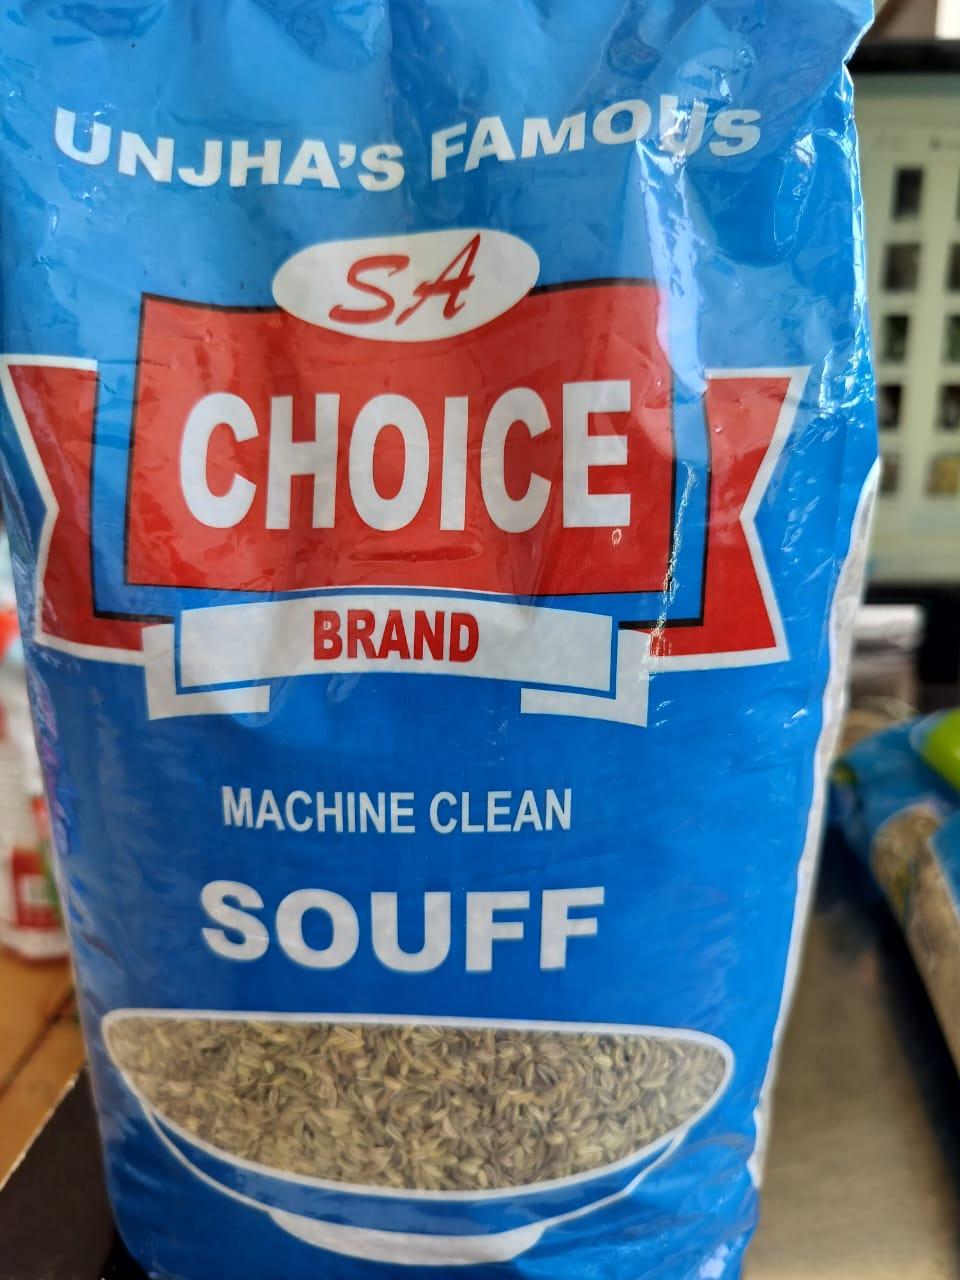 UNJHA'S FAMOUS
SA
CHOICE
BRAND
MACHINE CLEAN
SOUFF